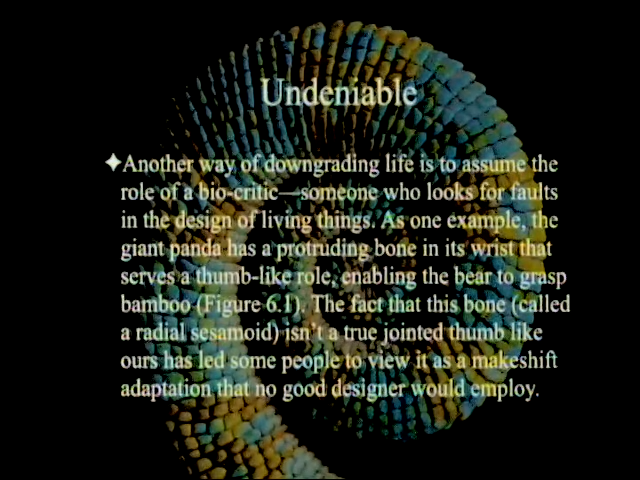 Undeniable
✦Another way of downgrading life is to assume the
role of a bio-critic—someone who looks for faults
in the design of living things. As one example, the
giant panda has a protruding bone in its wrist that
serves a thumb-like role, enabling the bear to grasp
bamboo (Figure 6.1). The fact that this bone (called
a radial sesamoid) isn't a true jointed thumb like
ours has led some people to view it as a makeshift
adaptation that no good designer would employ.